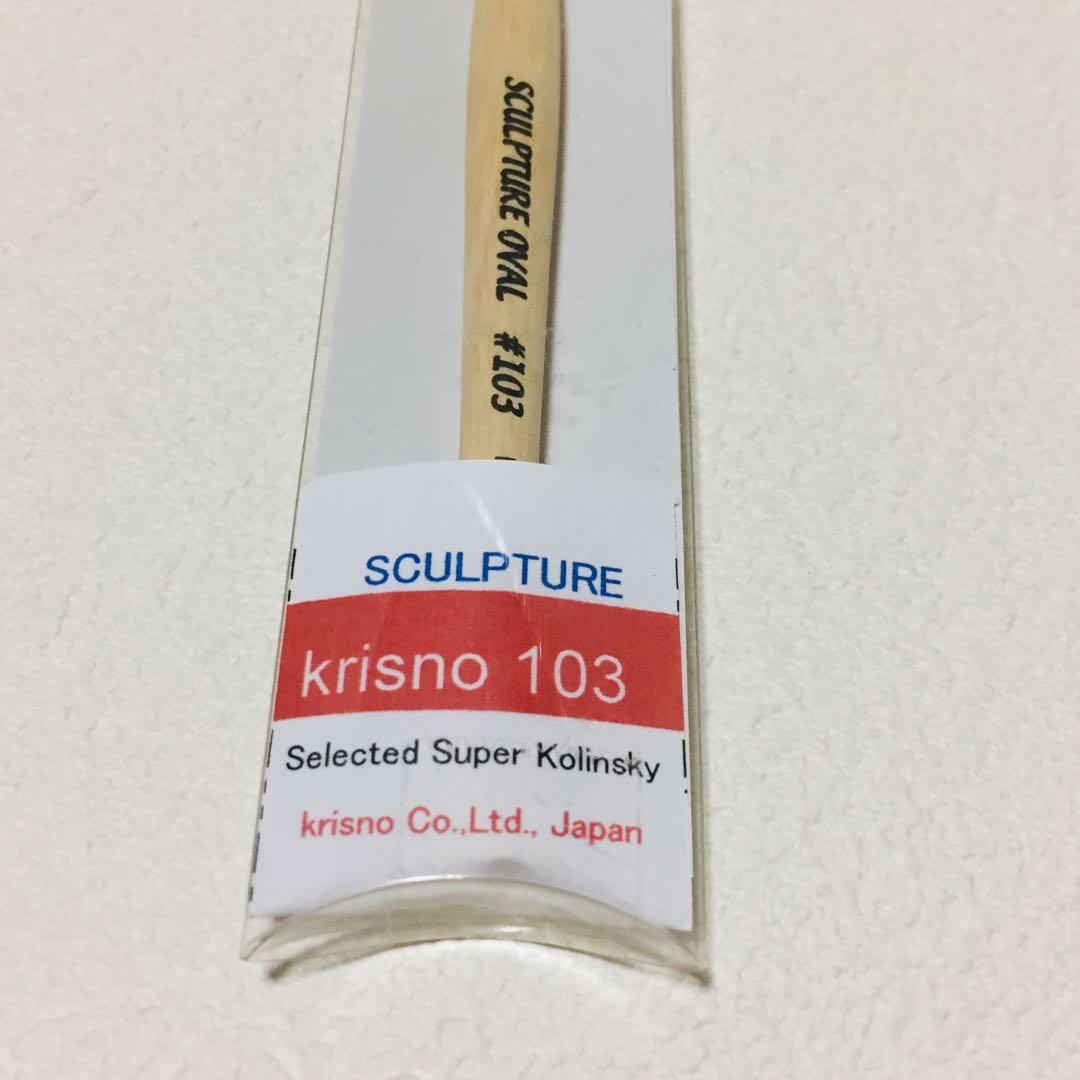 SCULPTURE OVAL #103
SCULPTURE
krisno 103
Selected Super Kolinsky
krisno Co.,Ltd., Japan